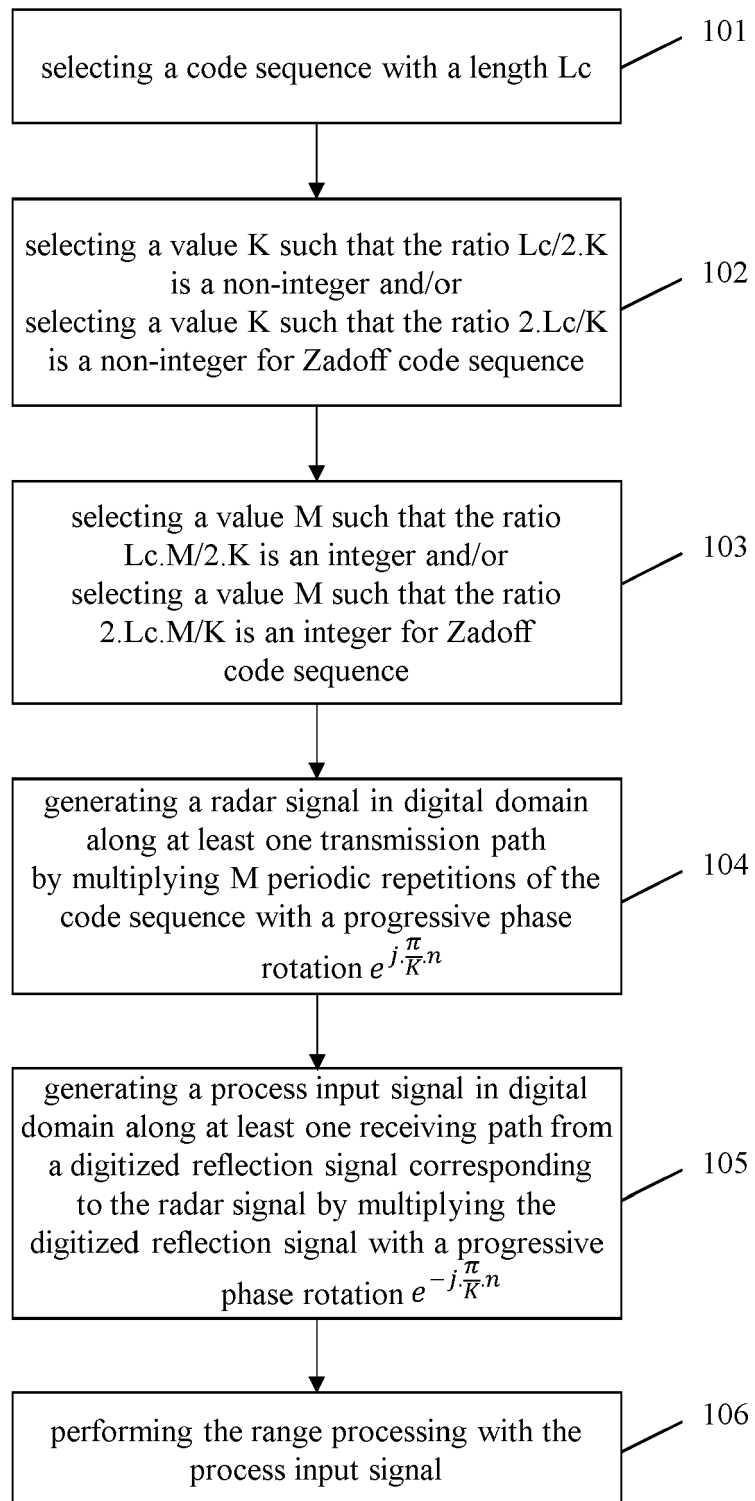 selecting a code sequence with a length Lc
101
selecting a value K such that the ratio Lc/2.K
is a non-integer and/or
selecting a value K such that the ratio 2.Lc/K
is a non-integer for Zadoff code sequence
102
selecting a value M such that the ratio
Lc.M/2.K is an integer and/or
selecting a value M such that the ratio
2.Lc.M/K is an integer for Zadoff
code sequence
103
generating a radar signal in digital domain
along at least one transmission path
by multiplying M periodic repetitions of the
code sequence with a progressive phase
rotation $e^{j.\frac{\pi}{K}.n}$
104
generating a process input signal in digital
domain along at least one receiving path from
a digitized reflection signal corresponding
to the radar signal by multiplying the
digitized reflection signal with a progressive
phase rotation $e^{-j.\frac{\pi}{K}.n}$
105
performing the range processing with the
process input signal
106